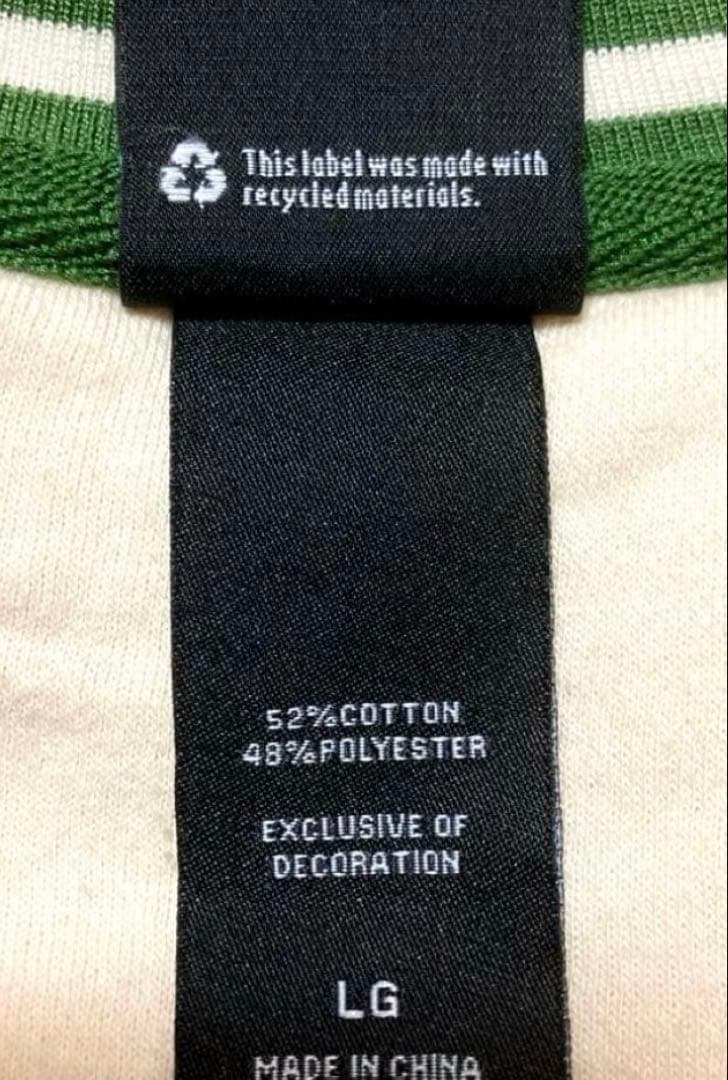 This label was made with
recycled materials.
52%COTTON
48%POLYESTER
EXCLUSIVE OF
DECORATION
LG
MADE IN CHINA